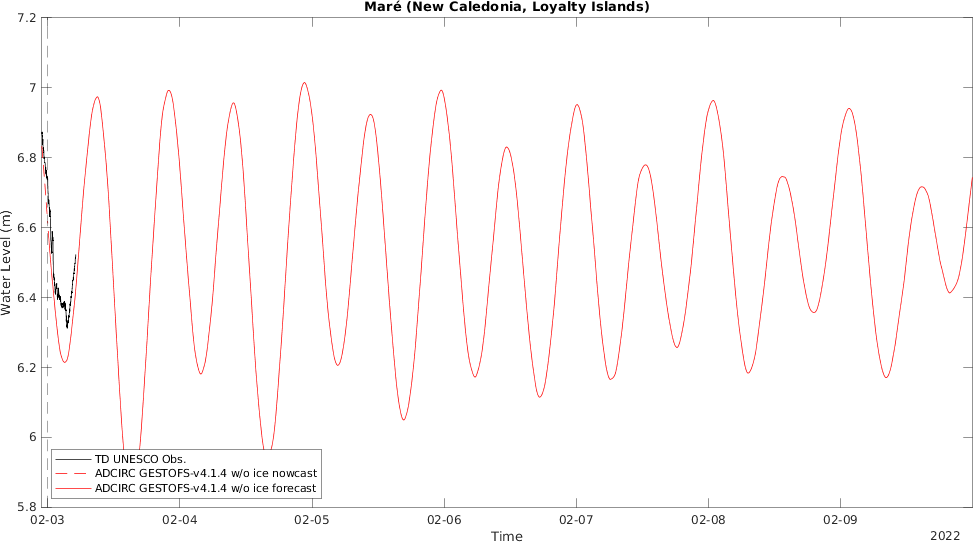 Maré (New Caledonia, Loyalty Islands)
7.2
7
6.8
6.6
6.4
6.2
6
5.8
Water Level (m)
TD UNESCO Obs.
ADCIRC GESTOFS-v4.1.4 w/o ice nowcast
ADCIRC GESTOFS-v4.1.4 w/o ice forecast
02-03 02-04 02-05 02-06 02-07 02-08 02-09
Time
2022